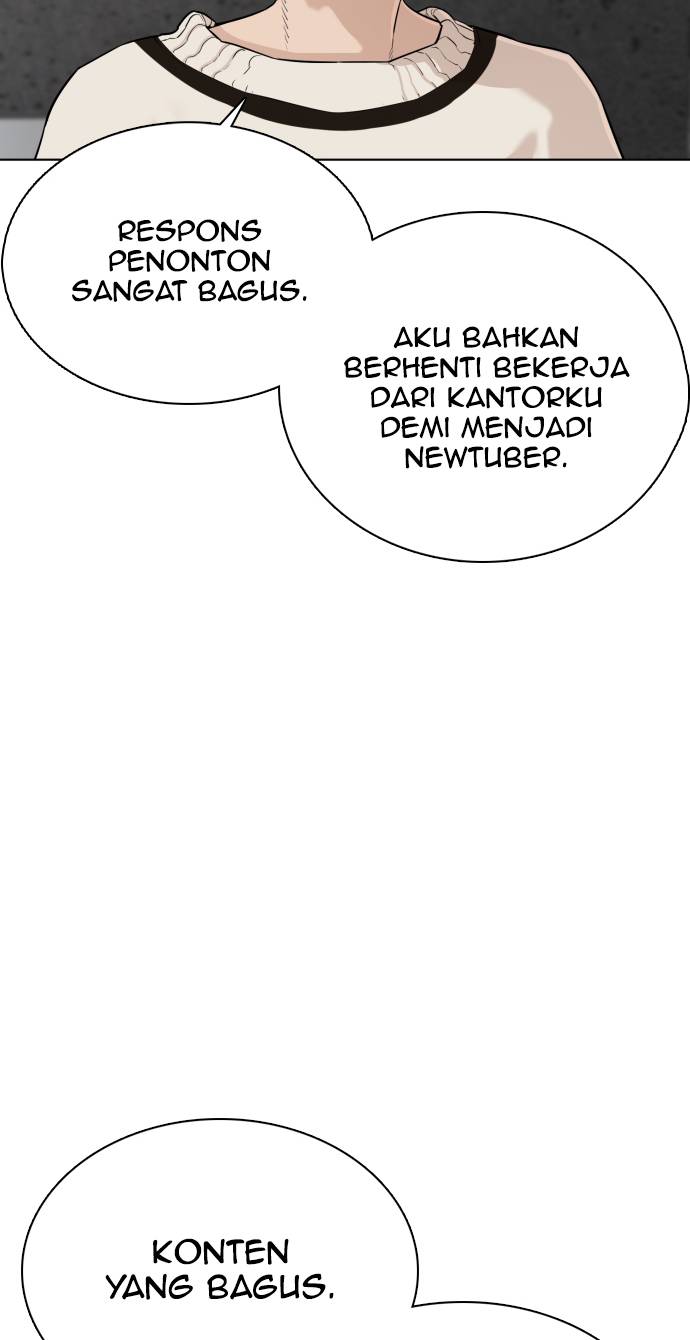 RESPONS
PENONTON
SANGAT BAGUS.
AKU BAHKAN
BERHENTI BEKERJA
DARI KANTORKU
DEMI MENJADI
NEWTUBER.
KONTEN
YANG BAGUS.